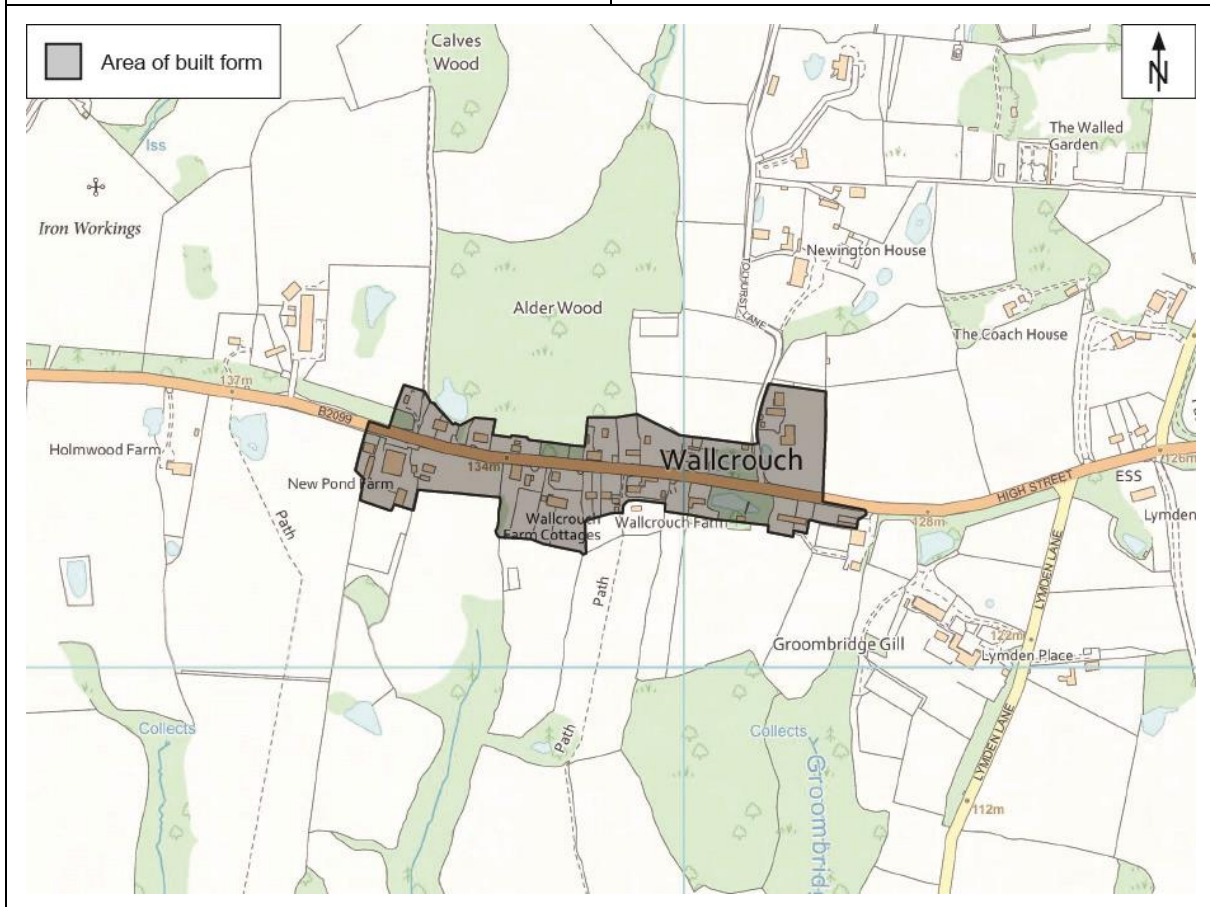 Area of built form
N
Calves
Wood
Iss
Iron Workings
The Walled
Garden
Newington House
TOLHURST LANE
Alder Wood
The Coach House
137m
B2099
Holmwood Farm
New Pond Farm
134m
Wallcrouch
Wallcrouch
Farm Cottages
Wallcrouch Farm
HIGH STREET
126m
ESS
128m
Lymden
LYMDEN LANE
Path
Path
Groombridge Gill
122m
Lymden Place
Collects
Path
Collects
Groombrid
LYMDEN LANE
112m